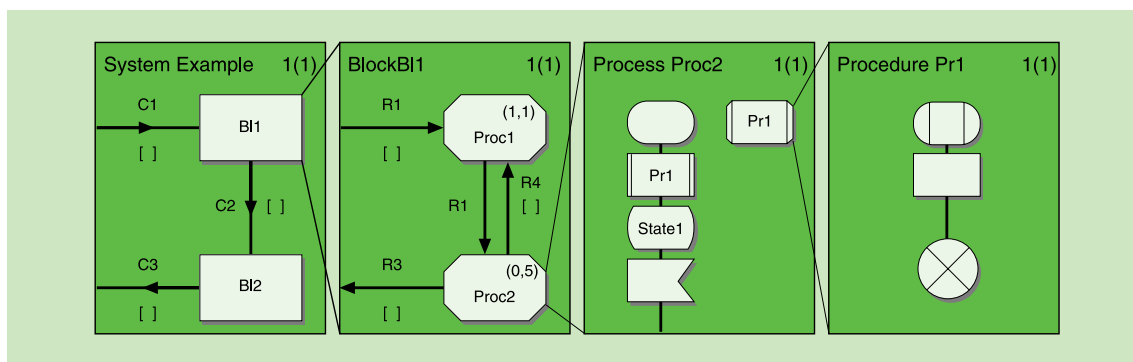 System Example 1(1)
C1
Bl1
[ ]
C2 [ ]
C3
Bl2
[ ]
BlockBl1 1(1)
R1
(1,1)
Proc1
[ ]
R4
R1 [ ]
R3
(0,5)
Proc2
[ ]
Process Proc2 1(1)
Pr1
Pr1
State1
Procedure Pr1 1(1)